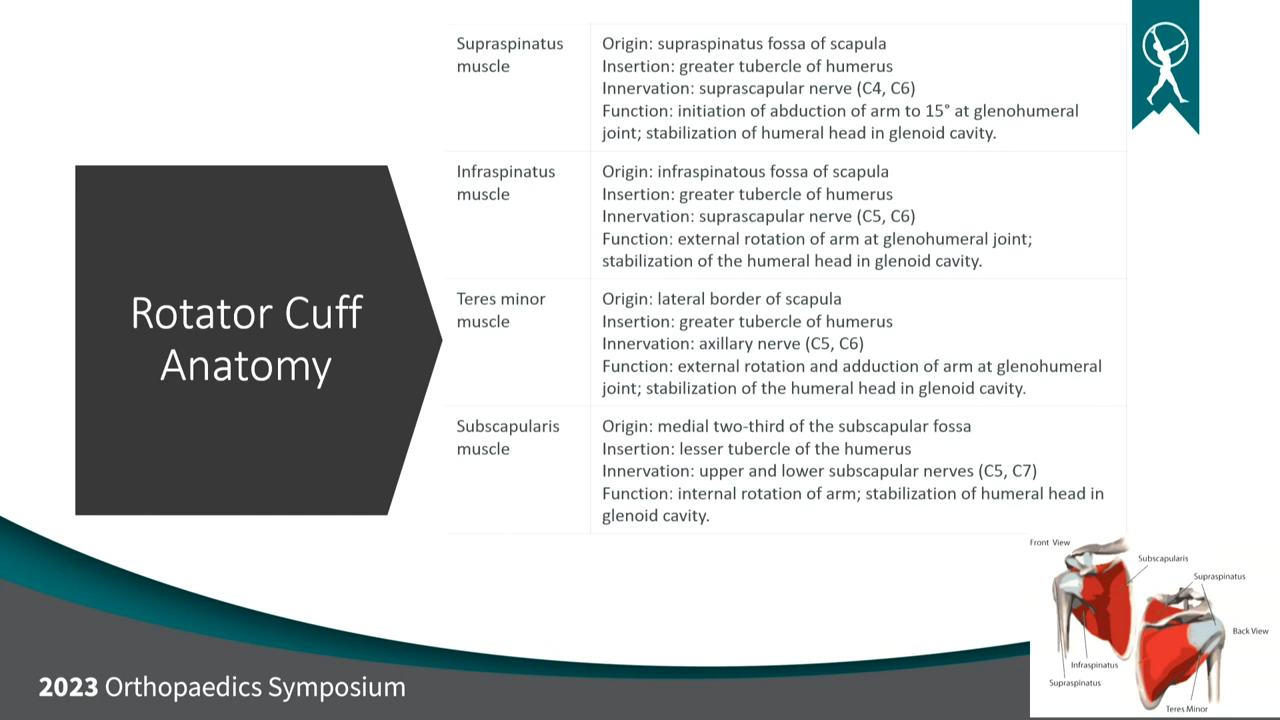 Rotator Cuff
Anatomy
Supraspinatus
muscle
Origin: supraspinatus fossa of scapula
Insertion: greater tubercle of humerus
Innervation: suprascapular nerve (C4, C6)
Function: initiation of abduction of arm to 15° at glenohumeral
joint; stabilization of humeral head in glenoid cavity.
Infraspinatus
muscle
Origin: infraspinatous fossa of scapula
Insertion: greater tubercle of humerus
Innervation: suprascapular nerve (C5, C6)
Function: external rotation of arm at glenohumeral joint;
stabilization of the humeral head in glenoid cavity.
Teres minor
muscle
Origin: lateral border of scapula
Insertion: greater tubercle of humerus
Innervation: axillary nerve (C5, C6)
Function: external rotation and adduction of arm at glenohumeral
joint; stabilization of the humeral head in glenoid cavity.
Subscapularis
muscle
Origin: medial two-third of the subscapular fossa
Insertion: lesser tubercle of the humerus
Innervation: upper and lower subscapular nerves (C5, C7)
Function: internal rotation of arm; stabilization of humeral head in
glenoid cavity.
Front View
Subscapularis
Supraspinatus
Back View
Infraspinatus
Supraspinatus
Teres Minor
2023 Orthopaedics Symposium